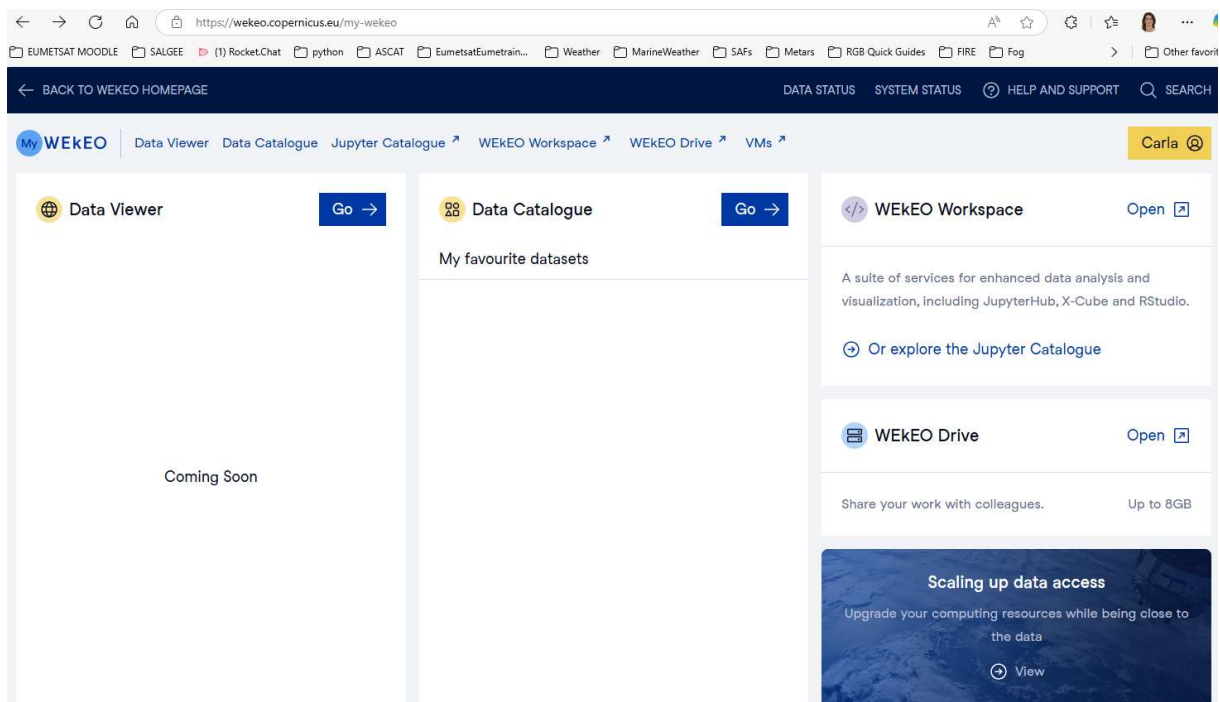 https://wekeo.copernicus.eu/my-wekeo
EUMETSAT MOODLE SALGEE (1) Rocket.Chat python ASCAT EumetsatEumetrain... Weather MarineWeather SAFs Metars RGB Quick Guides FIRE Fog Other favorit
BACK TO WEKEO HOMEPAGE DATA STATUS SYSTEM STATUS HELP AND SUPPORT SEARCH
My WEkEO Data Viewer Data Catalogue Jupyter Catalogue WEkEO Workspace WEkEO Drive VMs Carla
Data Viewer Go
Coming Soon
Data Catalogue Go
My favourite datasets
WEkEO Workspace Open
A suite of services for enhanced data analysis and
visualization, including JupyterHub, X-Cube and RStudio.
Or explore the Jupyter Catalogue
WEkEO Drive Open
Share your work with colleagues. Up to 8GB
Scaling up data access
Upgrade your computing resources while being close to
the data
View